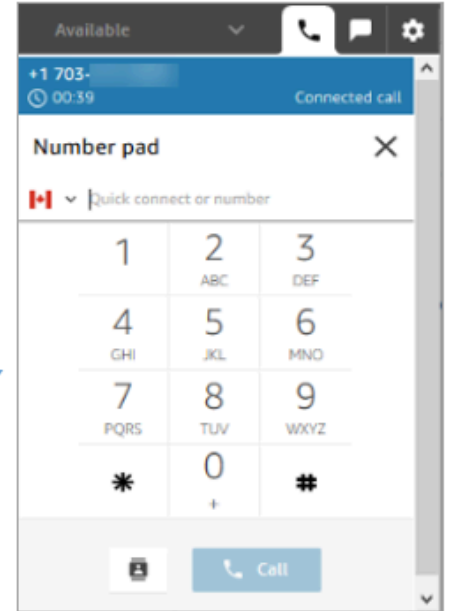 Available
+1 703-
00:39 Connected call
Number pad
Quick connect or number
1 2 3
ABC DEF
4 5 6
GHI JKL MNO
7 8 9
PQRS TUV WXYZ
* 0 #
+
Call